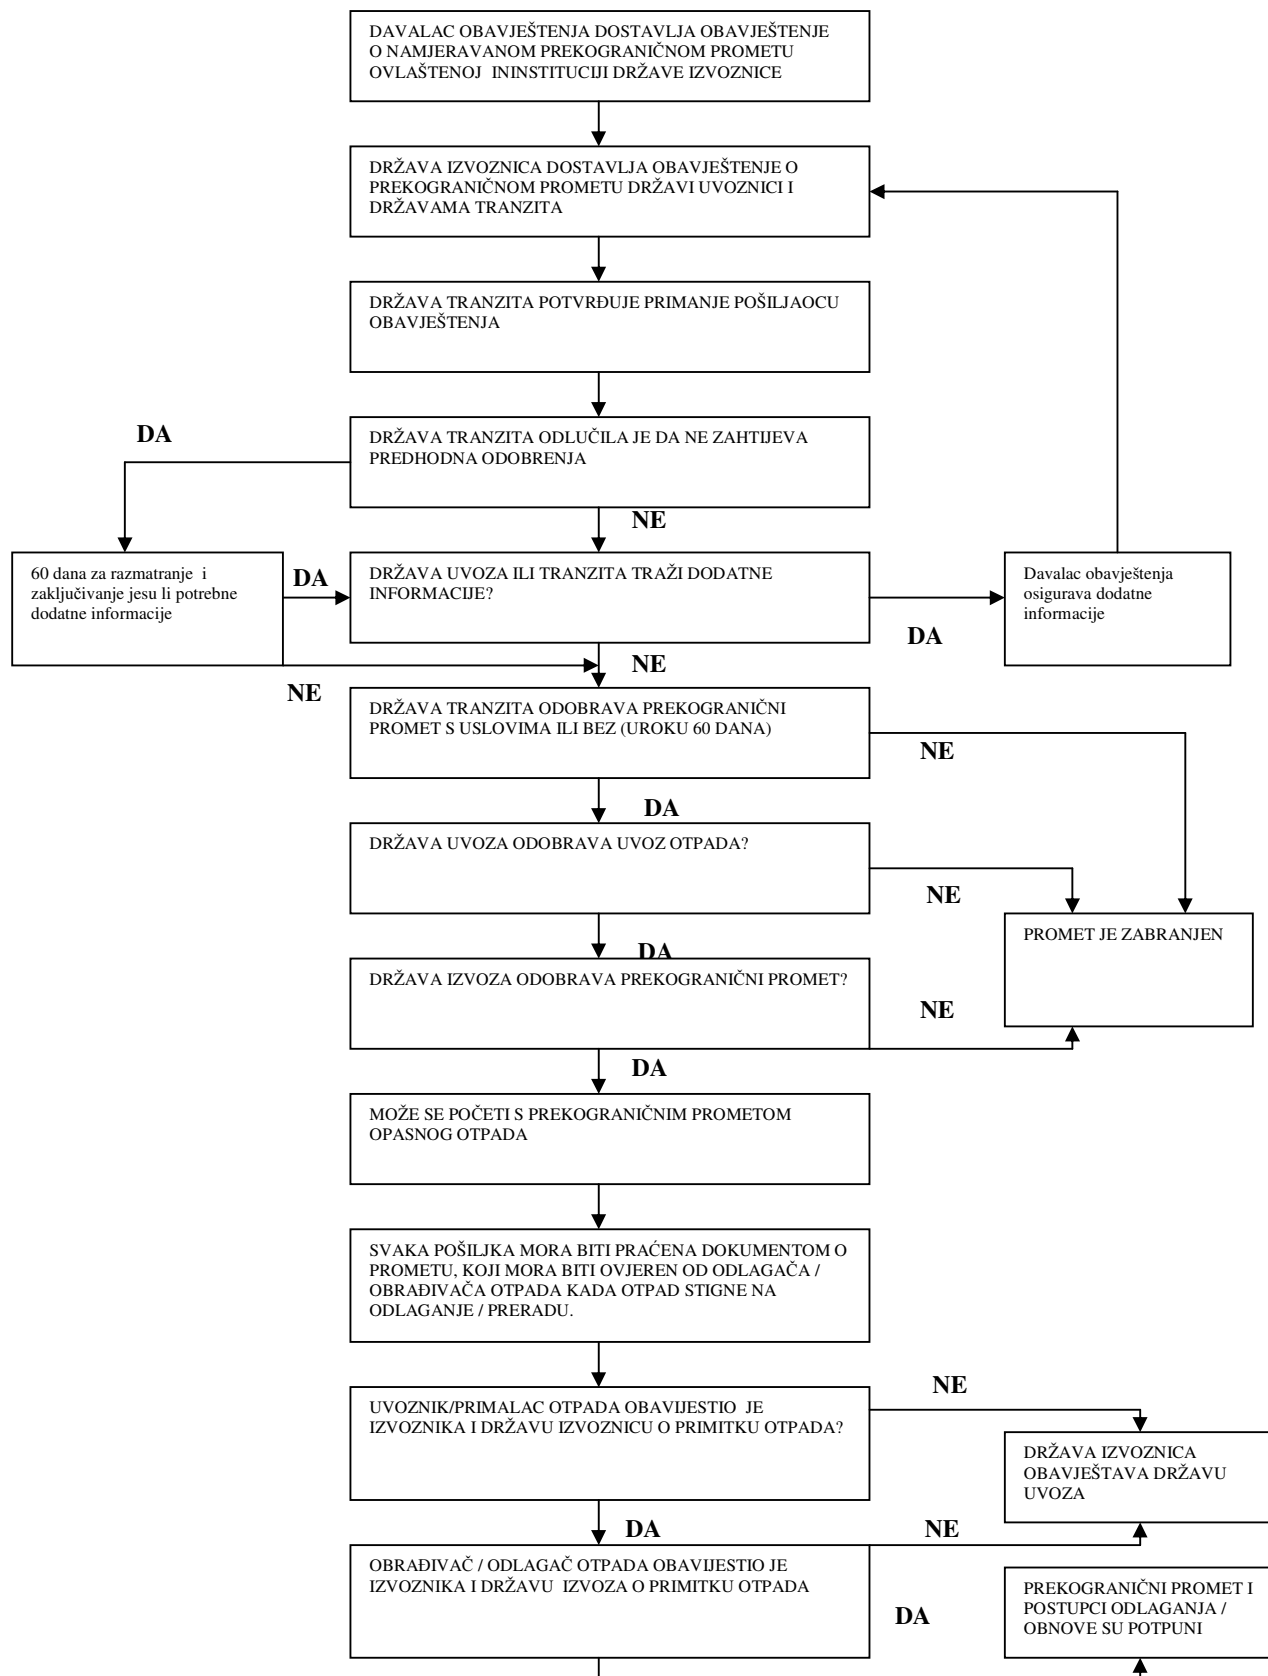 DAVALAC OBAVJEŠTENJA DOSTAVLJA OBAVJEŠTENJE
O NAMJERAVANOM PREKOGRANIČNOM PROMETU
OVLAŠTENOJ ININSTITUCIJI DRŽAVE IZVOZNICE
DRŽAVA IZVOZNICA DOSTAVLJA OBAVJEŠTENJE O
PREKOGRANIČNOM PROMETU DRŽAVI UVOZNICI I
DRŽAVAMA TRANZITA
DRŽAVA TRANZITA POTVRĐUJE PRIMANJE POŠILJAOCU
OBAVJEŠTENJA
DA
DRŽAVA TRANZITA ODLUČILA JE DA NE ZAHTIJEVA
PREDHODNA ODOBRENJA
NE
60 dana za razmatranje i
zaključivanje jesu li potrebne
dodatne informacije
DA
DRŽAVA UVOZA ILI TRANZITA TRAŽI DODATNE
INFORMACIJE?
DA
Davalac obavještenja
osigurava dodatne
informacije
NE
NE
DRŽAVA TRANZITA ODOBRAVA PREKOGRANIČNI
PROMET S USLOVIMA ILI BEZ (UROKU 60 DANA)
NE
DA
DRŽAVA UVOZA ODOBRAVA UVOZ OTPADA?
NE
PROMET JE ZABRANJEN
DA
DRŽAVA IZVOZA ODOBRAVA PREKOGRANIČNI PROMET?
NE
DA
MOŽE SE POČETI S PREKOGRANIČNIM PROMETOM
OPASNOG OTPADA
SVAKA POŠILJKA MORA BITI PRAĆENA DOKUMENTOM O
PROMETU, KOJI MORA BITI OVJEREN OD ODLAGAČA /
OBRAĐIVAČA OTPADA KADA OTPAD STIGNE NA
ODLAGANJE / PRERADU.
UVOZNIK/PRIMALAC OTPADA OBAVIJESTIO JE
IZVOZNIKA I DRŽAVU IZVOZNICU O PRIMITKU OTPADA?
NE
DRŽAVA IZVOZNICA
OBAVJEŠTAVA DRŽAVU
UVOZA
DA
NE
OBRAĐIVAČ / ODLAGAČ OTPADA OBAVIJESTIO JE
IZVOZNIKA I DRŽAVU IZVOZA O PRIMITKU OTPADA
DA
PREKOGRANIČNI PROMET I
POSTUPCI ODLAGANJA /
OBNOVE SU POTPUNI